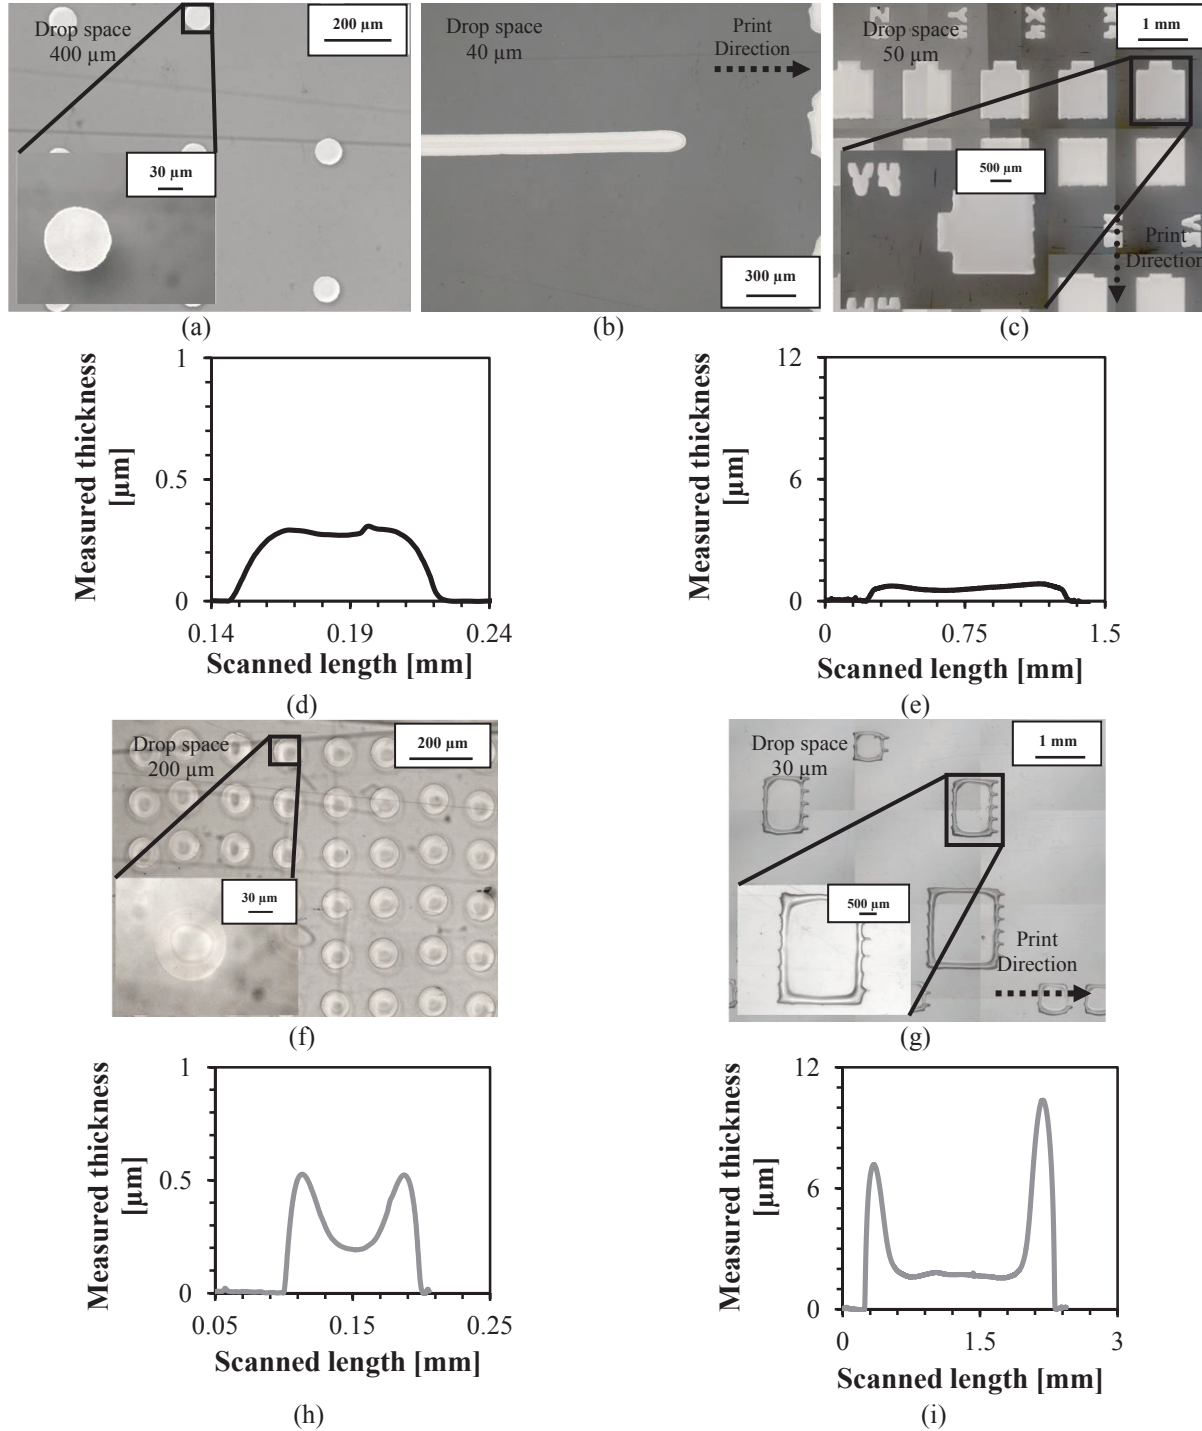 Drop space
400 µm
200 µm
30 µm
(a)
Drop space
40 µm
Print
Direction
300 µm
(b)
Drop space
50 µm
1 mm
500 µm
Print
Direction
(c)
Measured thickness
[µm]
1
0.5
0
0.14 0.19 0.24
Scanned length [mm]
(d)
Measured thickness
[µm]
12
6
0
0 0.75 1.5
Scanned length [mm]
(e)
Drop space
200 µm
200 µm
30 µm
(f)
Drop space
30 µm
1 mm
500 µm
Print
Direction
(g)
Measured thickness
[µm]
1
0.5
0
0.05 0.15 0.25
Scanned length [mm]
(h)
Measured thickness
[µm]
12
6
0
0 1.5 3
Scanned length [mm]
(i)